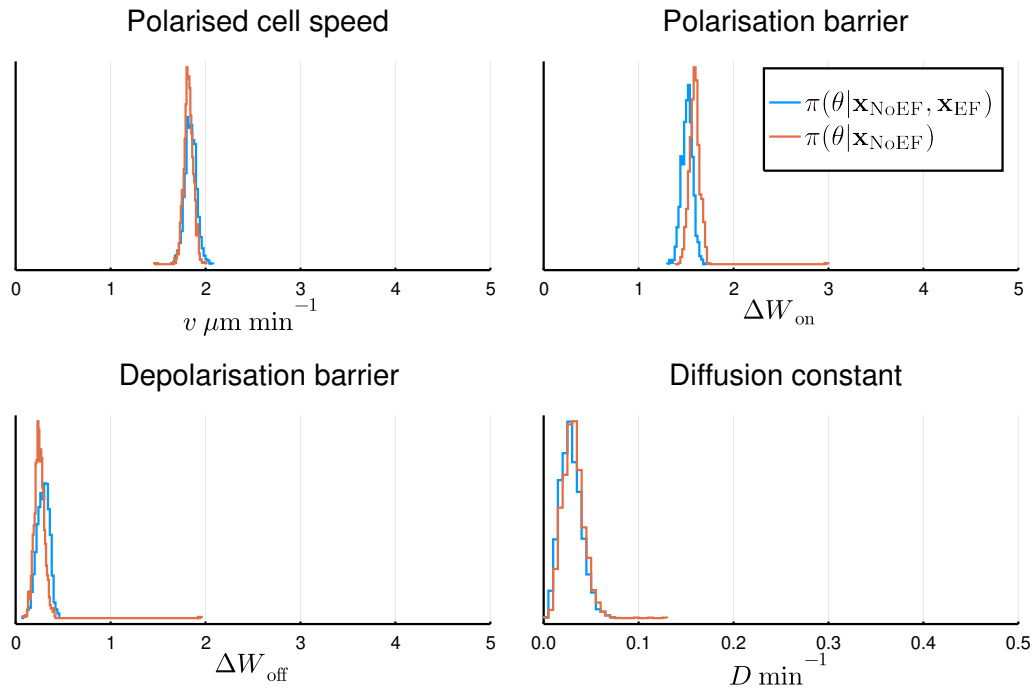 Polarised cell speed
Polarisation barrier
π(θ|x_NoEF, x_EF)
π(θ|x_NoEF)
0 1 2 3 4 5
v μm min⁻¹
0 1 2 3 4 5
ΔW_on
Depolarisation barrier
Diffusion constant
0 1 2 3 4 5
ΔW_off
0.0 0.1 0.2 0.3 0.4 0.5
D min⁻¹